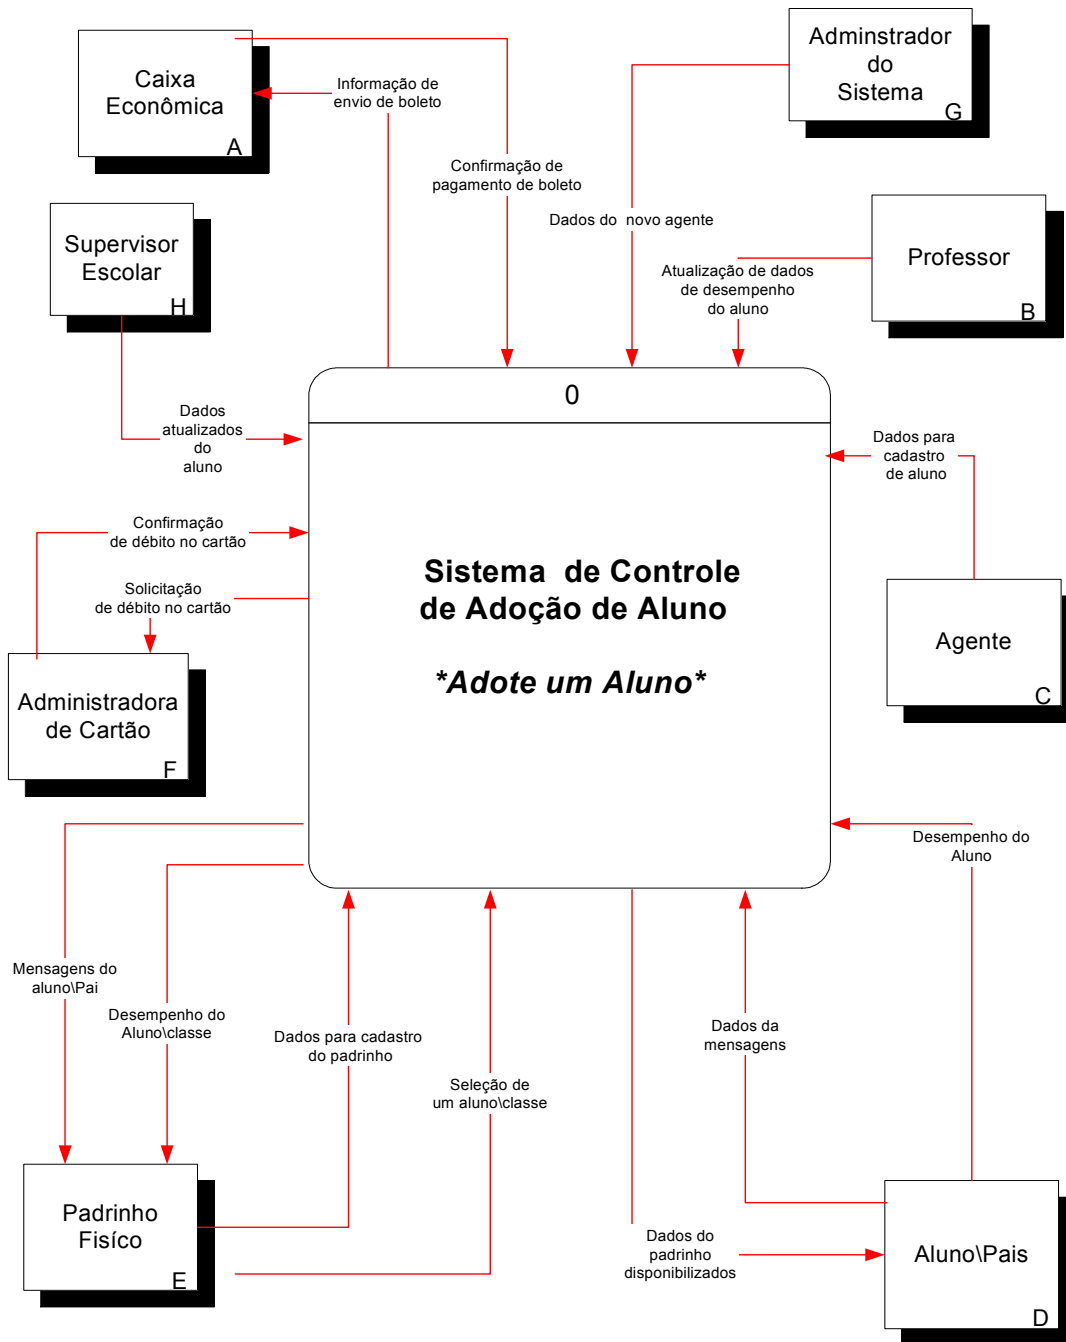 Caixa
Econômica
A
Informação de
envio de boleto
Confirmação de
pagamento de boleto
Adminstrador
do
Sistema
G
Dados do  novo agente
Supervisor
Escolar
H
Professor
B
Atualização de dados
de desempenho
do aluno
0
Dados
atualizados
do
aluno
Dados para
cadastro
de aluno
Confirmação
de débito no cartão
Solicitação
de débito no cartão
Sistema  de Controle
de Adoção de Aluno
*Adote um Aluno*
Agente
C
Administradora
de Cartão
F
Desempenho do
Aluno
Mensagens do
aluno\Pai
Desempenho do
Aluno\classe
Dados para cadastro
do padrinho
Seleção de
um aluno\classe
Dados da
mensagens
Padrinho
Fisíco
E
Dados do
padrinho
disponibilizados
Aluno\Pais
D